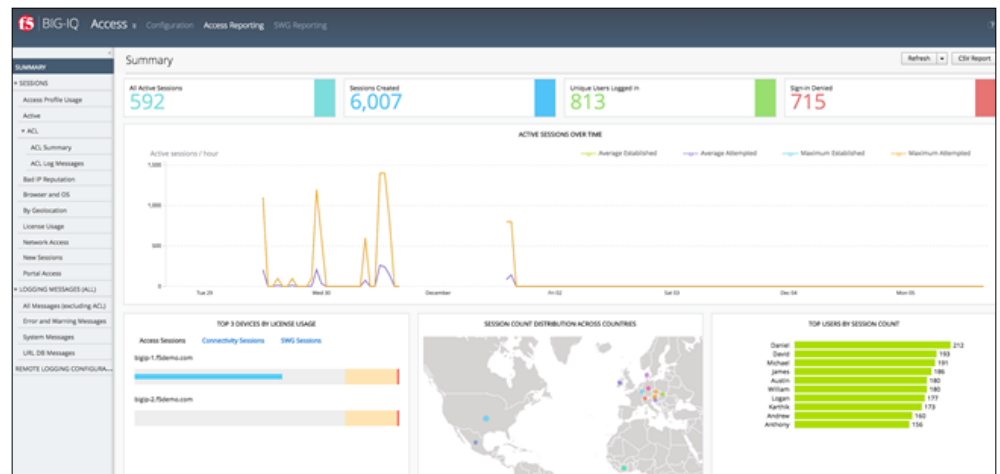 f5 BIG-IQ Access Configuration Access Reporting SWG Reporting
SUMMARY
SESSIONS
Access Profile Usage
Active
ACL
ACL Summary
ACL Log Messages
Bad IP Reputation
Browser and OS
By Geolocation
License Usage
Network Access
New Sessions
Portal Access
LOGGING MESSAGES (ALL)
All Messages (excluding ACL)
Error and Warning Messages
System Messages
URL DB Messages
REMOTE LOGGING CONFIGURA...
Summary
Refresh
CSV Report
All Active Sessions
592
Sessions Created
6,007
Unique Users Logged In
813
Sign-in Denied
715
ACTIVE SESSIONS OVER TIME
Active sessions / hour
Average Established Average Attempted Maximum Established Maximum Attempted
1,500
1,000
500
0
Tue 29 Wed 30 December Fri 02 Sat 03 Dec 04 Mon 05
TOP 3 DEVICES BY LICENSE USAGE
Access Sessions Connectivity Sessions SWG Sessions
bigip-1.f5demo.com
bigip-2.f5demo.com
SESSION COUNT DISTRIBUTION ACROSS COUNTRIES
TOP USERS BY SESSION COUNT
Daniel 212
David 193
Michael 191
James 186
Austin 180
William 180
Logan 177
Karthik 173
Andrew 160
Anthony 156